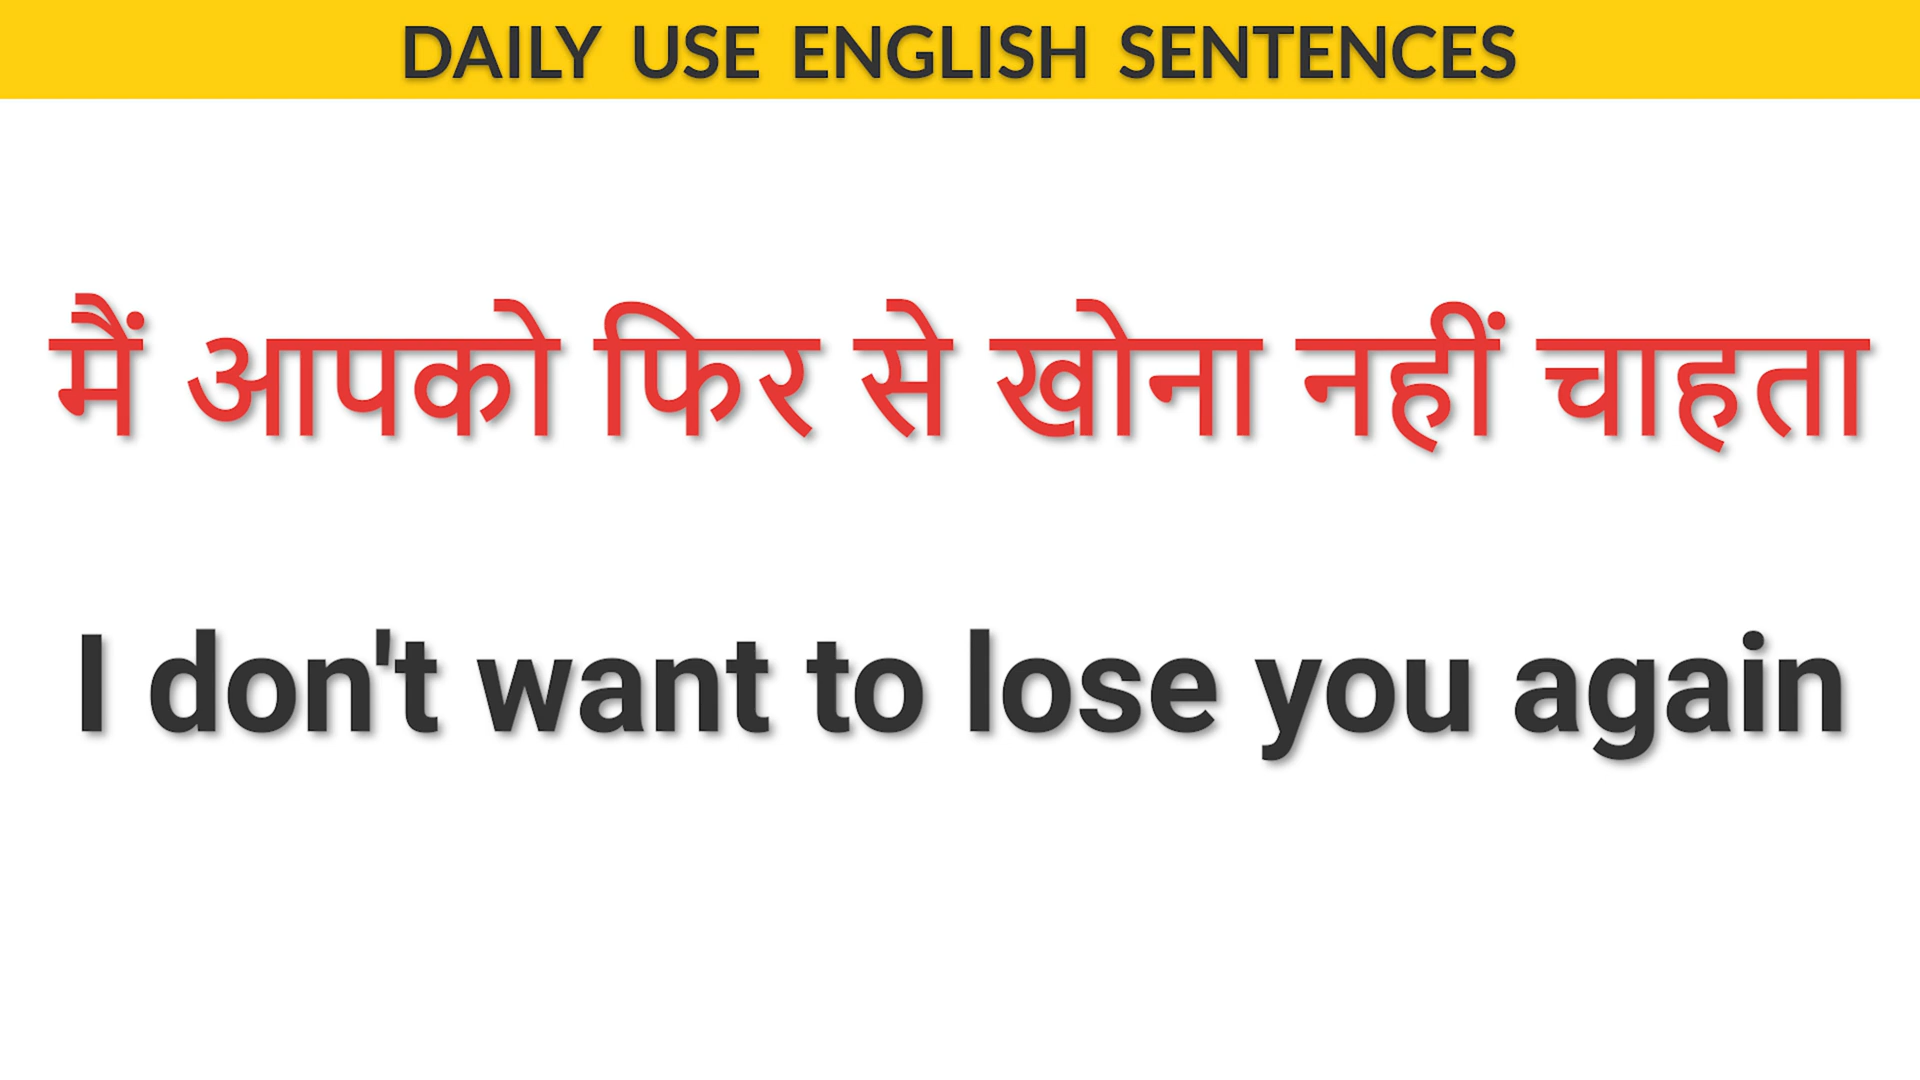 DAILY USE ENGLISH SENTENCES
मैं आपको फिर से खोना नहीं चाहता
I don't want to lose you again